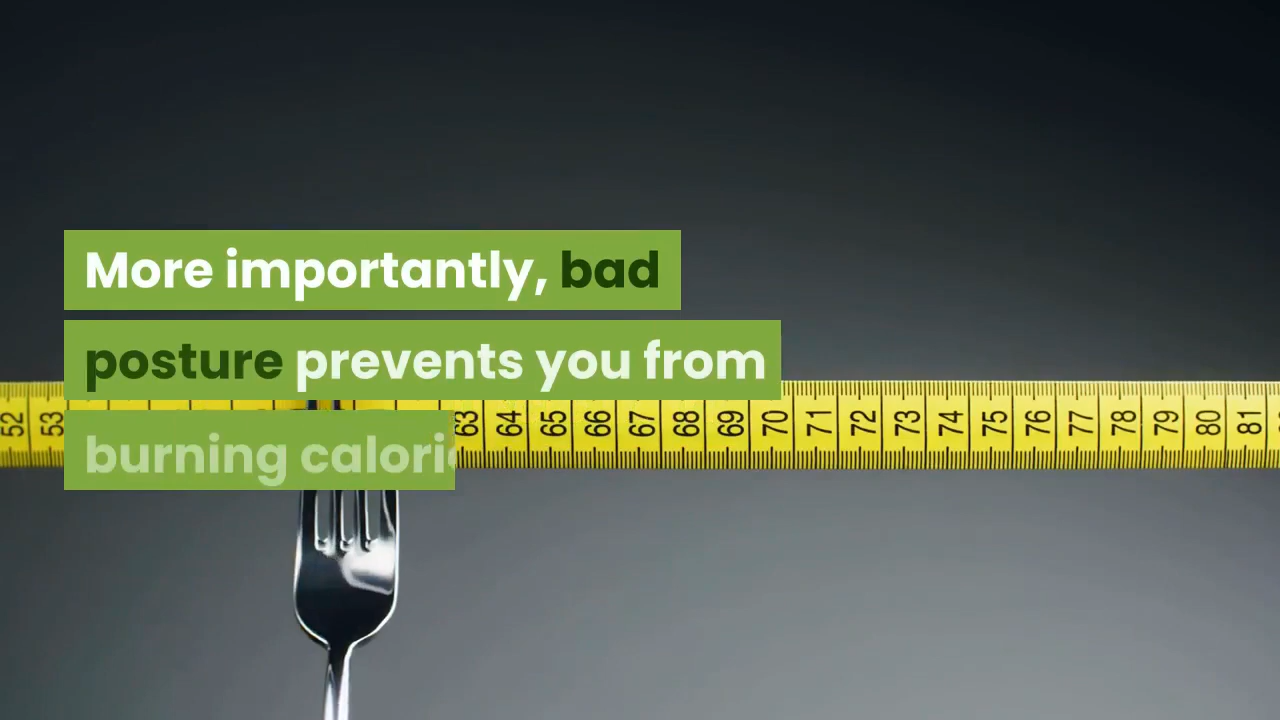 More importantly, bad
posture prevents you from
burning calori
52 53 63 64 65 66 67 68 69 70 71 72 73 74 75 76 77 78 79 80 81